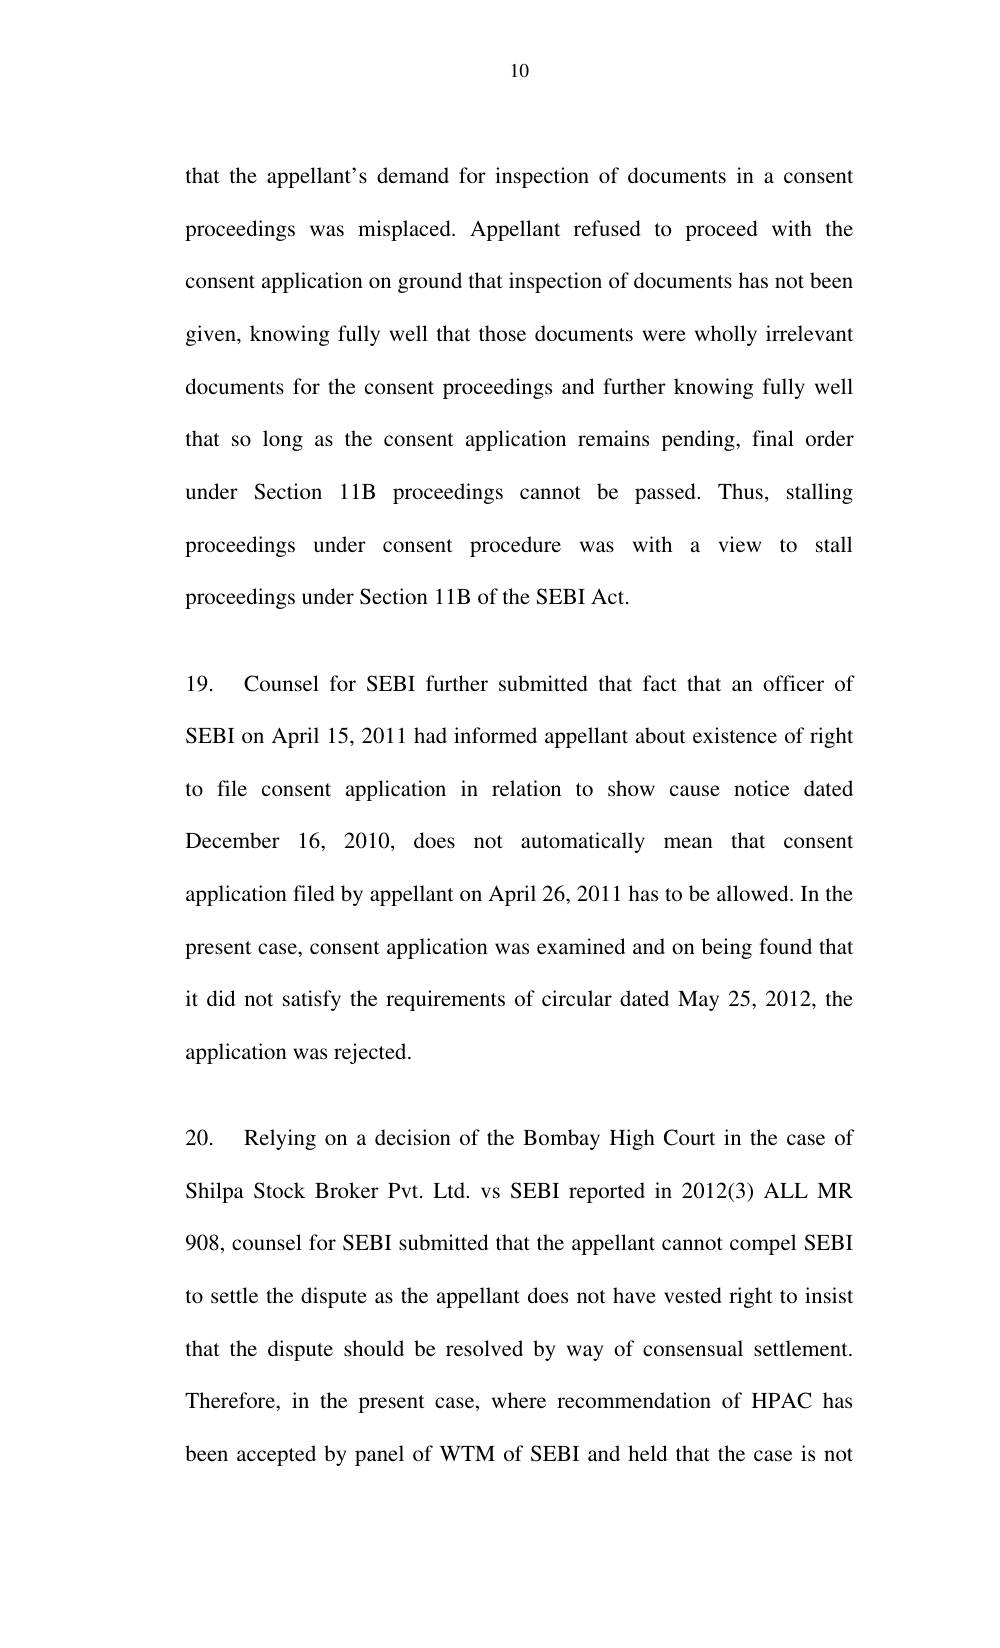 10
that the appellant’s demand for inspection of documents in a consent
proceedings was misplaced. Appellant refused to proceed with the
consent application on ground that inspection of documents has not been
given, knowing fully well that those documents were wholly irrelevant
documents for the consent proceedings and further knowing fully well
that so long as the consent application remains pending, final order
under Section 11B proceedings cannot be passed. Thus, stalling
proceedings under consent procedure was with a view to stall
proceedings under Section 11B of the SEBI Act.
19. Counsel for SEBI further submitted that fact that an officer of
SEBI on April 15, 2011 had informed appellant about existence of right
to file consent application in relation to show cause notice dated
December 16, 2010, does not automatically mean that consent
application filed by appellant on April 26, 2011 has to be allowed. In the
present case, consent application was examined and on being found that
it did not satisfy the requirements of circular dated May 25, 2012, the
application was rejected.
20. Relying on a decision of the Bombay High Court in the case of
Shilpa Stock Broker Pvt. Ltd. vs SEBI reported in 2012(3) ALL MR
908, counsel for SEBI submitted that the appellant cannot compel SEBI
to settle the dispute as the appellant does not have vested right to insist
that the dispute should be resolved by way of consensual settlement.
Therefore, in the present case, where recommendation of HPAC has
been accepted by panel of WTM of SEBI and held that the case is not